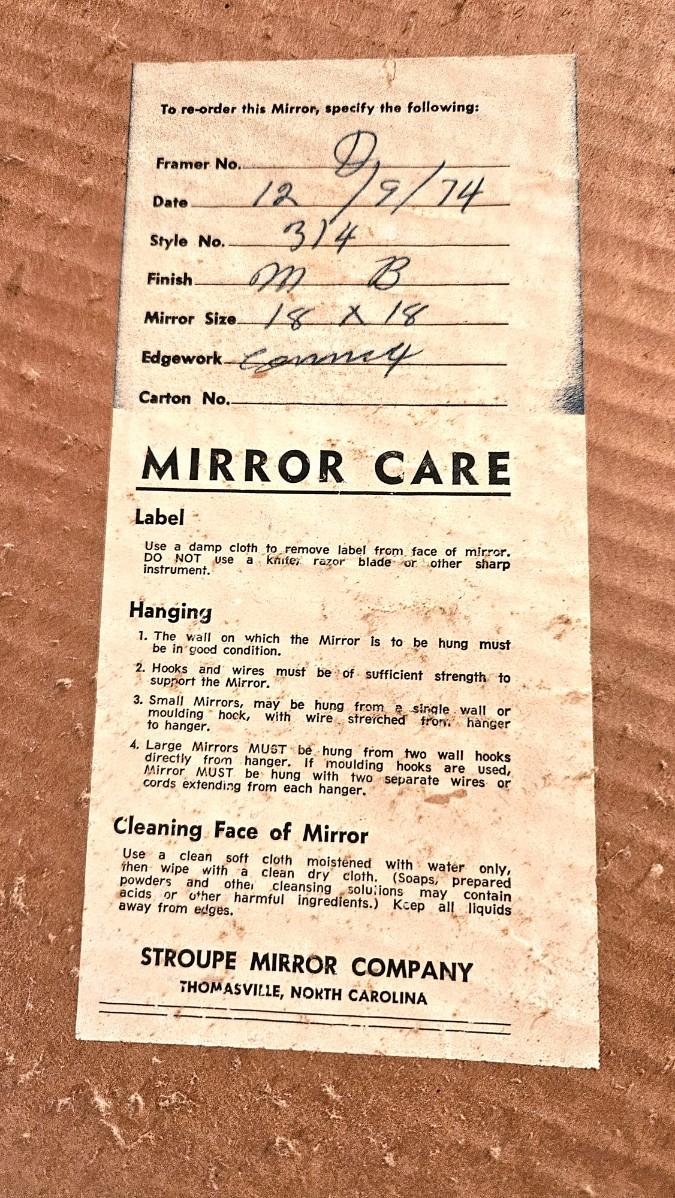 To re-order this Mirror, specify the following:
Framer No. D
Date 12/9/74
Style No. 314
Finish M B
Mirror Size 18 X 18
Edgework
Carton No.
MIRROR CARE
Label
Use a damp cloth to remove label from face of mirror.
DO NOT use a knife, razor blade or other sharp
instrument.
Hanging
1. The wall on which the Mirror is to be hung must
be in good condition.
2. Hooks and wires must be of sufficient strength to
support the Mirror.
3. Small Mirrors, may be hung from a single wall or
moulding hook, with wire stretched from hanger
to hanger.
4. Large Mirrors MUST be hung from two wall hooks
directly from hanger. If moulding hooks are used,
Mirror MUST be hung with two separate wires or
cords extending from each hanger.
Cleaning Face of Mirror
Use a clean soft cloth moistened with water only,
then wipe with a clean dry cloth. (Soaps, prepared
powders and other cleansing solutions may contain
acids or other harmful ingredients.) Keep all liquids
away from edges.
STROUPE MIRROR COMPANY
THOMASVILLE, NORTH CAROLINA